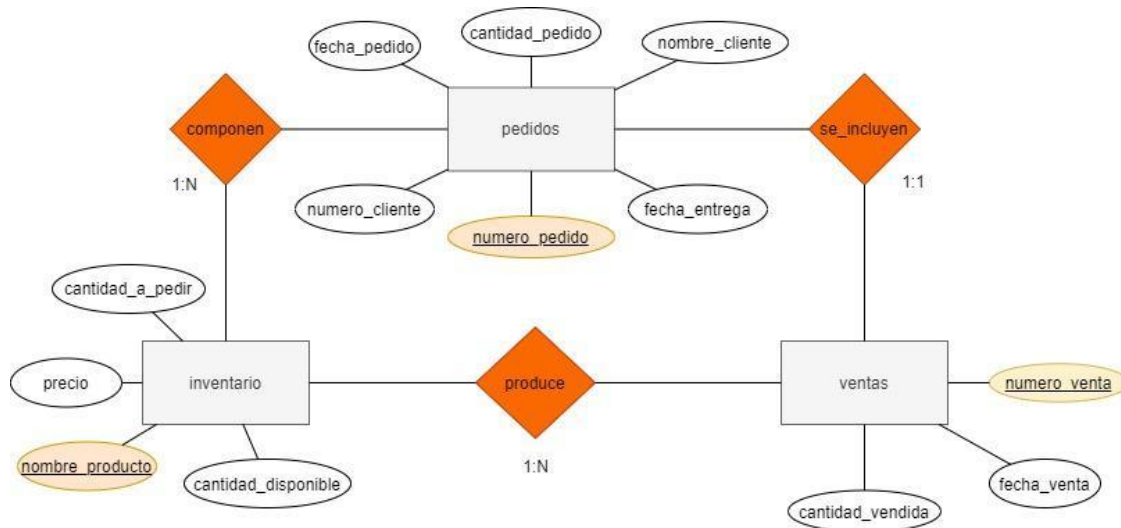 cantidad_pedido
fecha_pedido
nombre_cliente
componen
pedidos
se_incluyen
1:N
1:1
numero_cliente
fecha_entrega
numero_pedido
cantidad_a_pedir
precio
inventario
produce
ventas
numero_venta
nombre_producto
cantidad_disponible
1:N
fecha_venta
cantidad_vendida